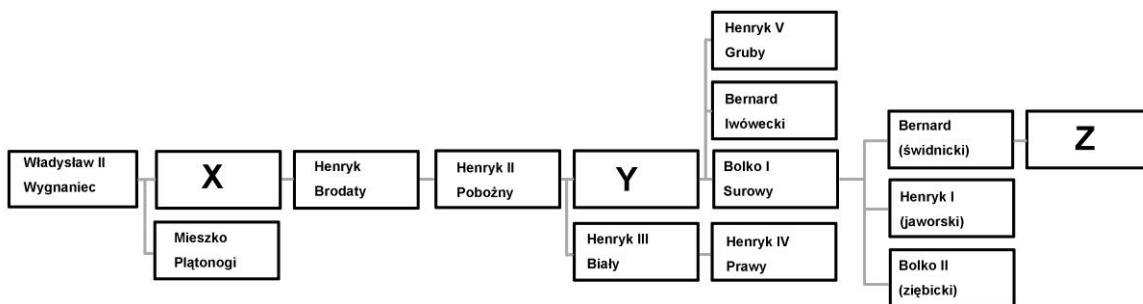 Władysław II
Wygnaniec
X
Mieszko
Plątonogi
Henryk
Brodaty
Henryk II
Pobożny
Y
Henryk III
Biały
Henryk V
Gruby
Bernard
lwówecki
Bolko I
Surowy
Henryk IV
Prawy
Bernard
(świdnicki)
Henryk I
(jaworski)
Bolko II
(ziębicki)
Z